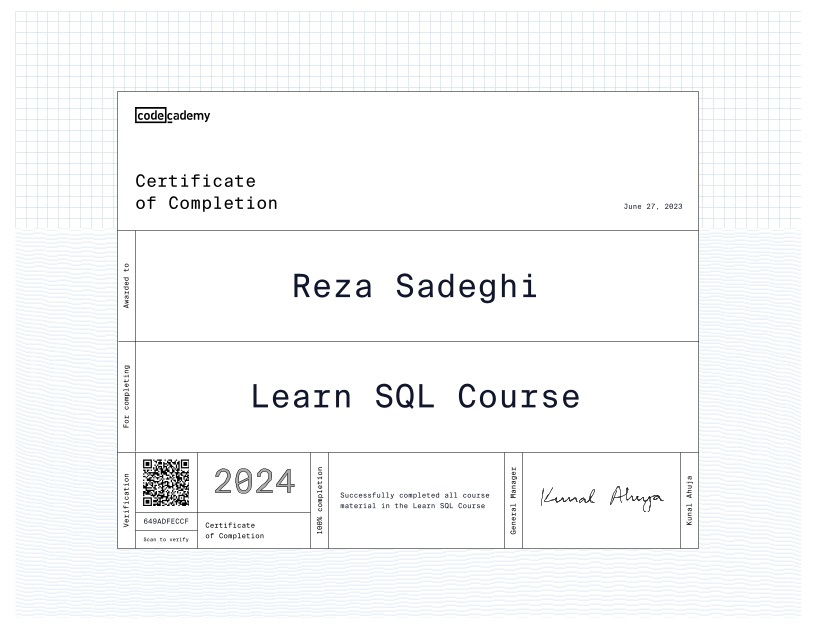 codecademy
Certificate
of Completion
June 27, 2023
Awarded to
Reza Sadeghi
For completing
Learn SQL Course
Verification
649ADFECCF
Scan to verify
2024
Certificate
of Completion
100% completion
Successfully completed all course
material in the Learn SQL Course
General Manager
Kunal Ahuja
Kunal Ahuja